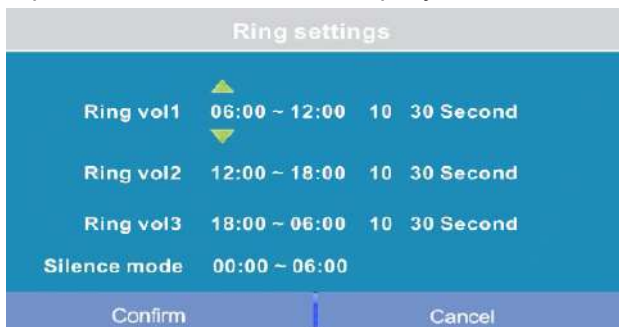 Ring settings
Ring vol1 06:00 ~ 12:00 10 30 Second
Ring vol2 12:00 ~ 18:00 10 30 Second
Ring vol3 18:00 ~ 06:00 10 30 Second
Silence mode 00:00 ~ 06:00
Confirm Cancel